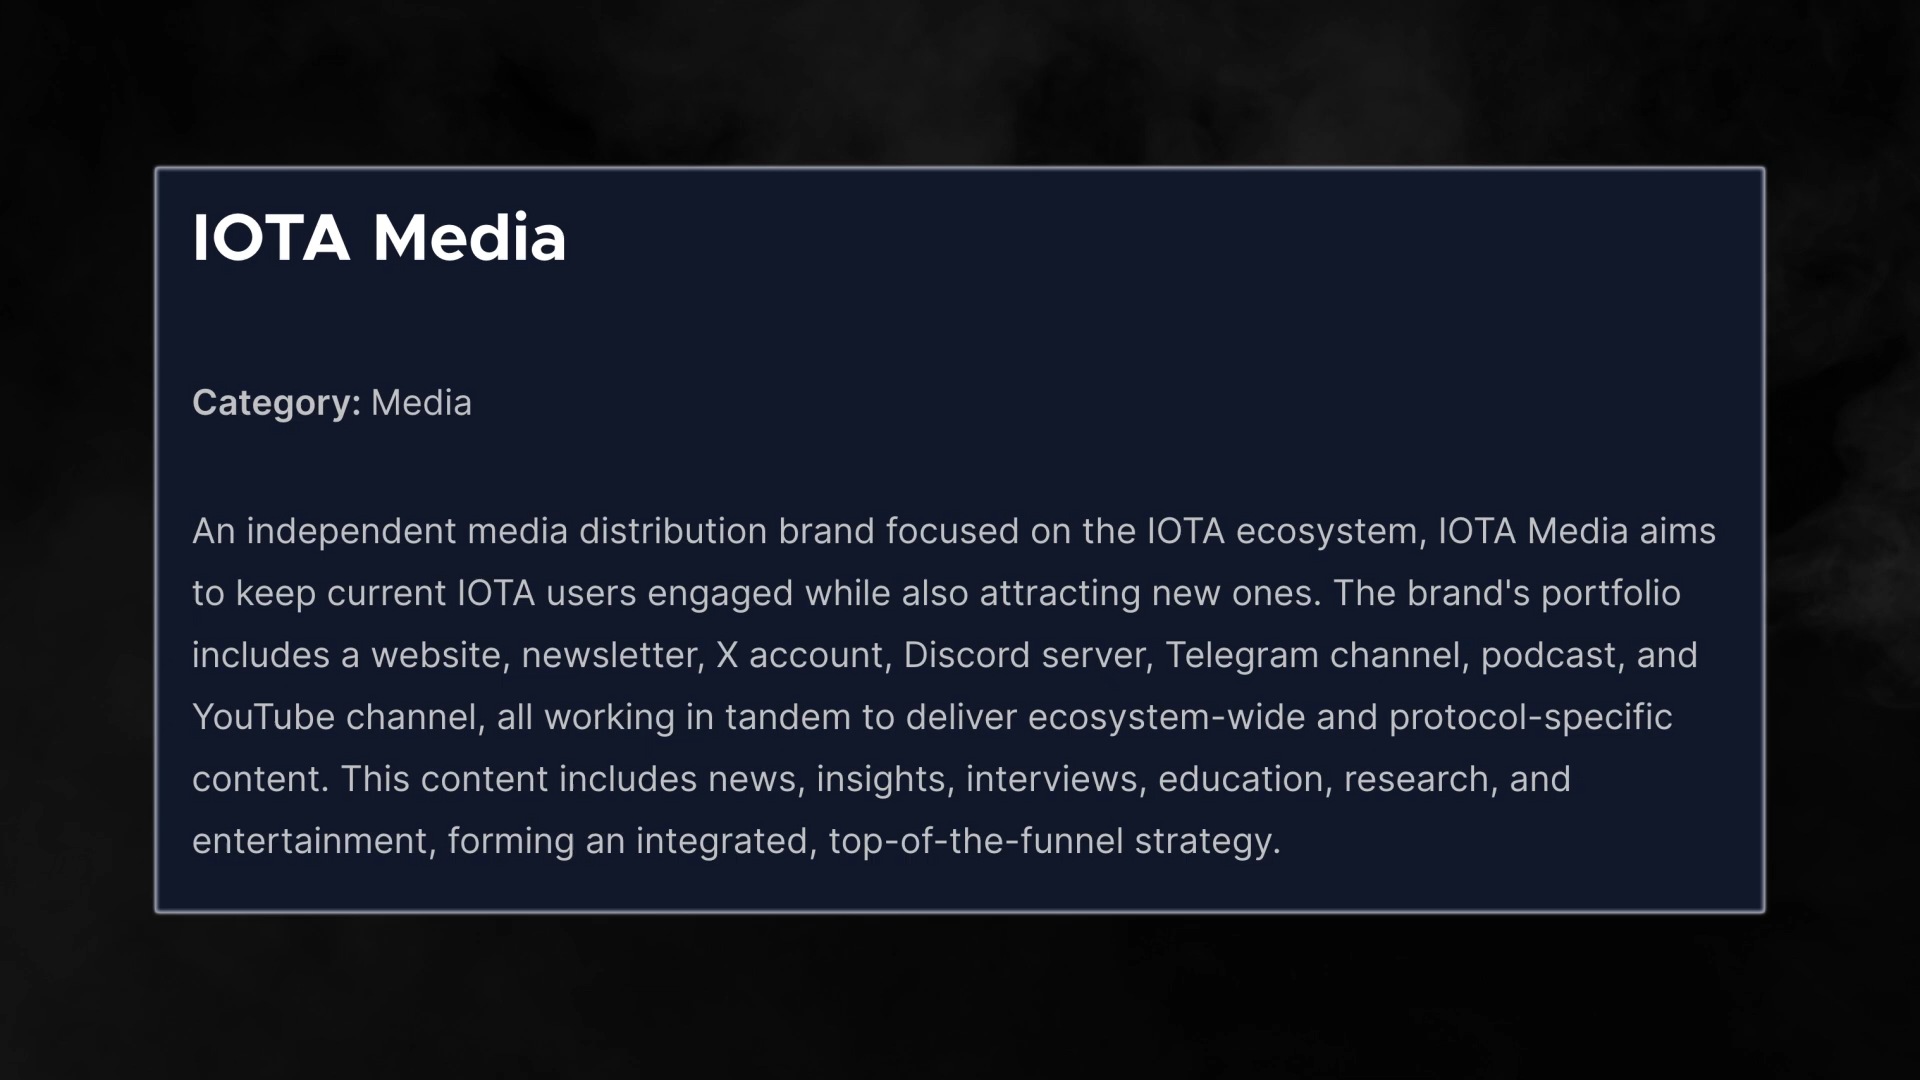 IOTA Media
Category: Media
An independent media distribution brand focused on the IOTA ecosystem, IOTA Media aims
to keep current IOTA users engaged while also attracting new ones. The brand's portfolio
includes a website, newsletter, X account, Discord server, Telegram channel, podcast, and
YouTube channel, all working in tandem to deliver ecosystem-wide and protocol-specific
content. This content includes news, insights, interviews, education, research, and
entertainment, forming an integrated, top-of-the-funnel strategy.